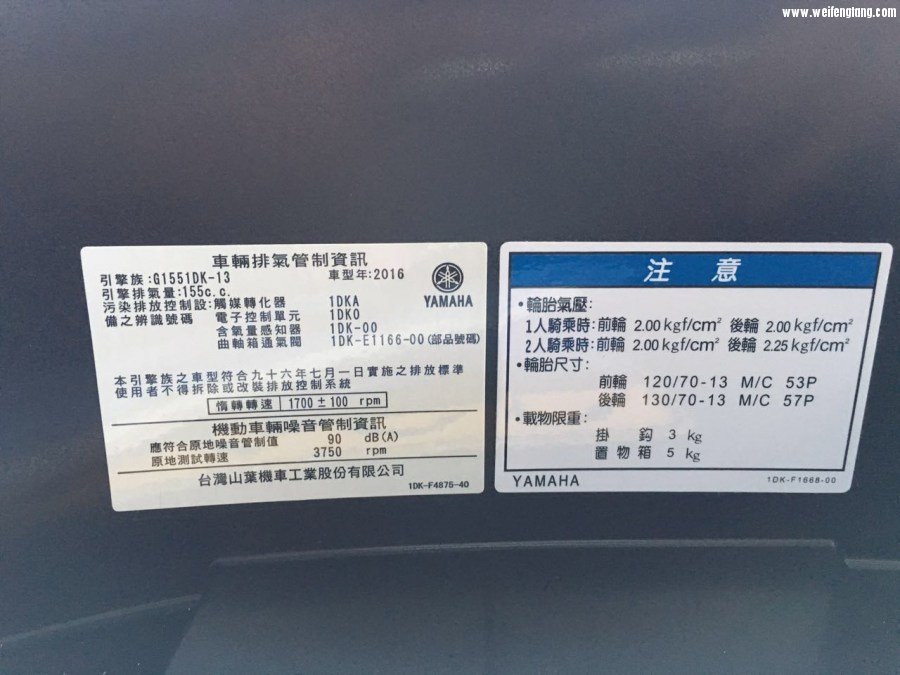 www.weifengtang.com
車輛排氣管制資訊
引擎族:G1551DK-13 車型年:2016
引擎排氣量:155c.c.
YAMAHA
污染排放控制設:觸媒轉化器 1DKA
備之辨識號碼 電子控制單元 1DK0
含氧量感知器 1DK-00
曲軸箱通氣閥 1DK-E1166-00(部品號碼)
本引擎族之車型符合九十六年七月一日實施之排放標準
使用者不得拆除或改裝排放控制系統
惰轉轉速 1700±100 rpm
機動車輛噪音管制資訊
應符合原地噪音管制值 90 dB(A)
原地測試轉速 3750 rpm
台灣山葉機車工業股份有限公司
1DK-F4875-40
注意
•輪胎氣壓:
1人騎乘時:前輪 2.00 kgf/cm² 後輪 2.00 kgf/cm²
2人騎乘時:前輪 2.00 kgf/cm² 後輪 2.25 kgf/cm²
•輪胎尺寸:
前輪 120/70-13 M/C 53P
後輪 130/70-13 M/C 57P
•載物限重:
掛鈎 3 kg
置物箱 5 kg
YAMAHA 1DK-F1668-00